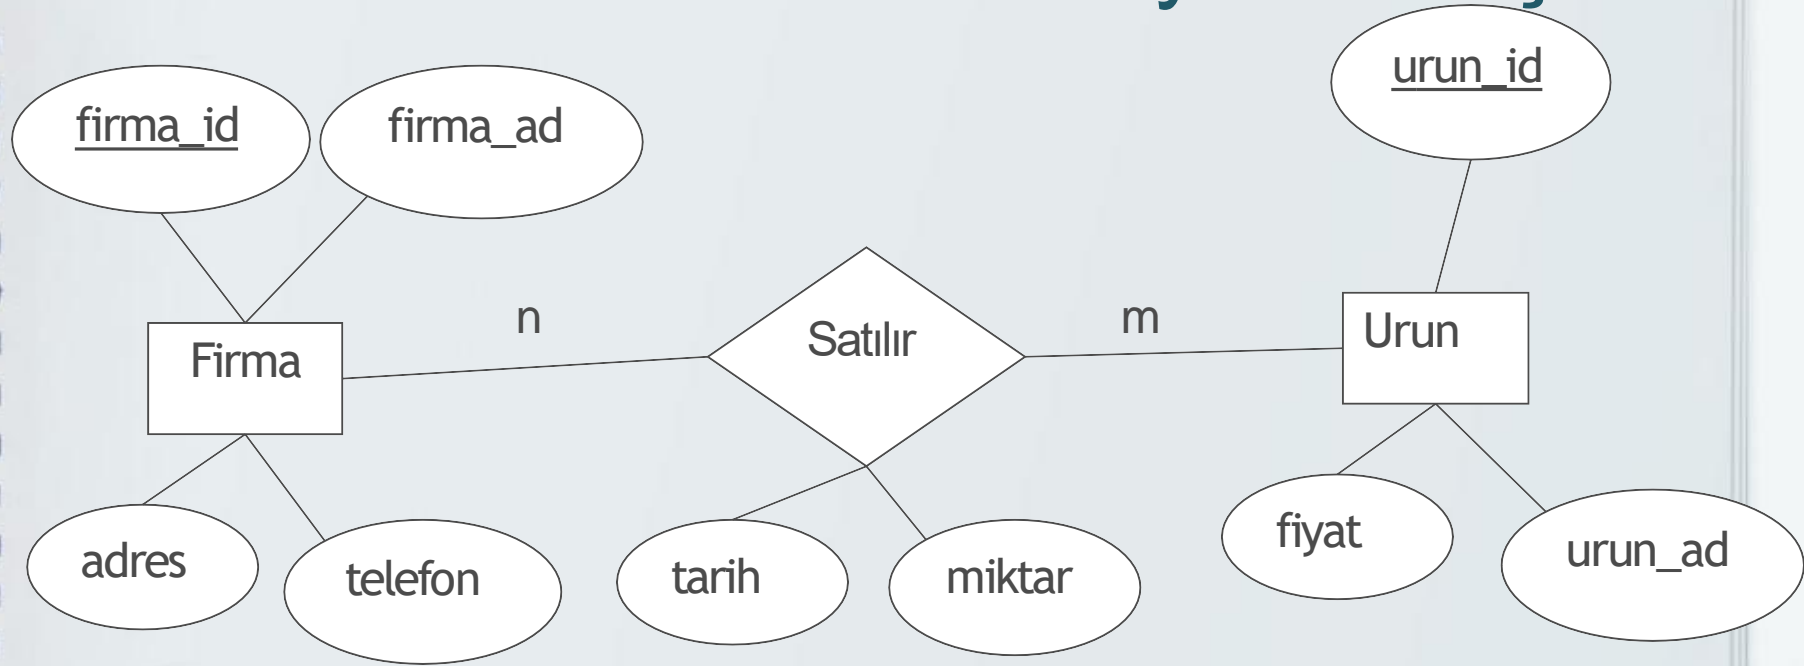 urun_id
firma_id
firma_ad
n
m
Satılır
Urun
Firma
fiyat
urun_ad
adres
telefon
tarih
miktar